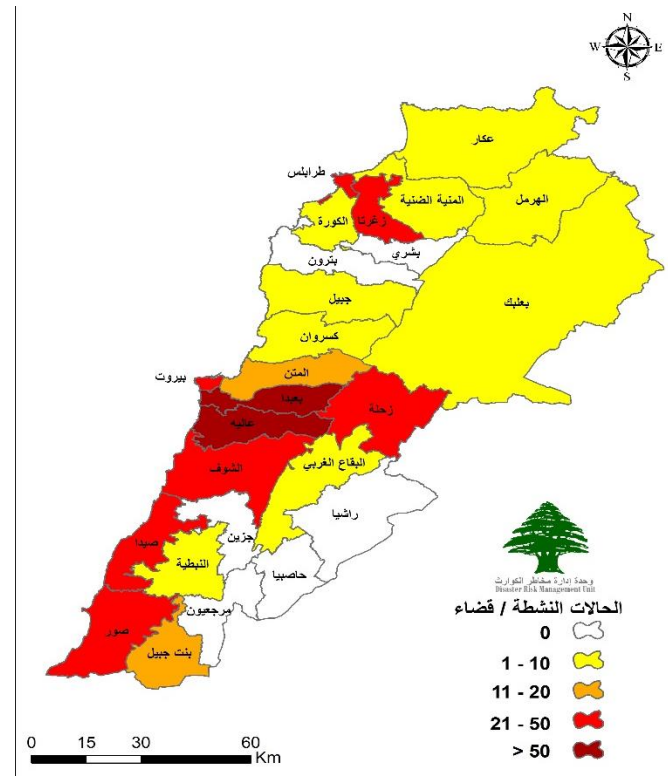 N
W E
S
عكار
طرابلس
المنية الضنية
الهرمل
زغرتا
الكورة
بشري
بترون
بعلبك
جبيل
كسروان
المتن
بيروت
بعبدا
زحلة
عاليه
الشوف
البقاع الغربي
راشيا
صيدا
جزين
النبطية
حاصبيا
مرجعيون
صور
بنت جبيل
وحدة إدارة مخاطر الكوارث
Disaster Risk Management Unit
الحالات النشطة / قضاء
0
1 - 10
11 - 20
21 - 50
> 50
0 15 30 60
Km